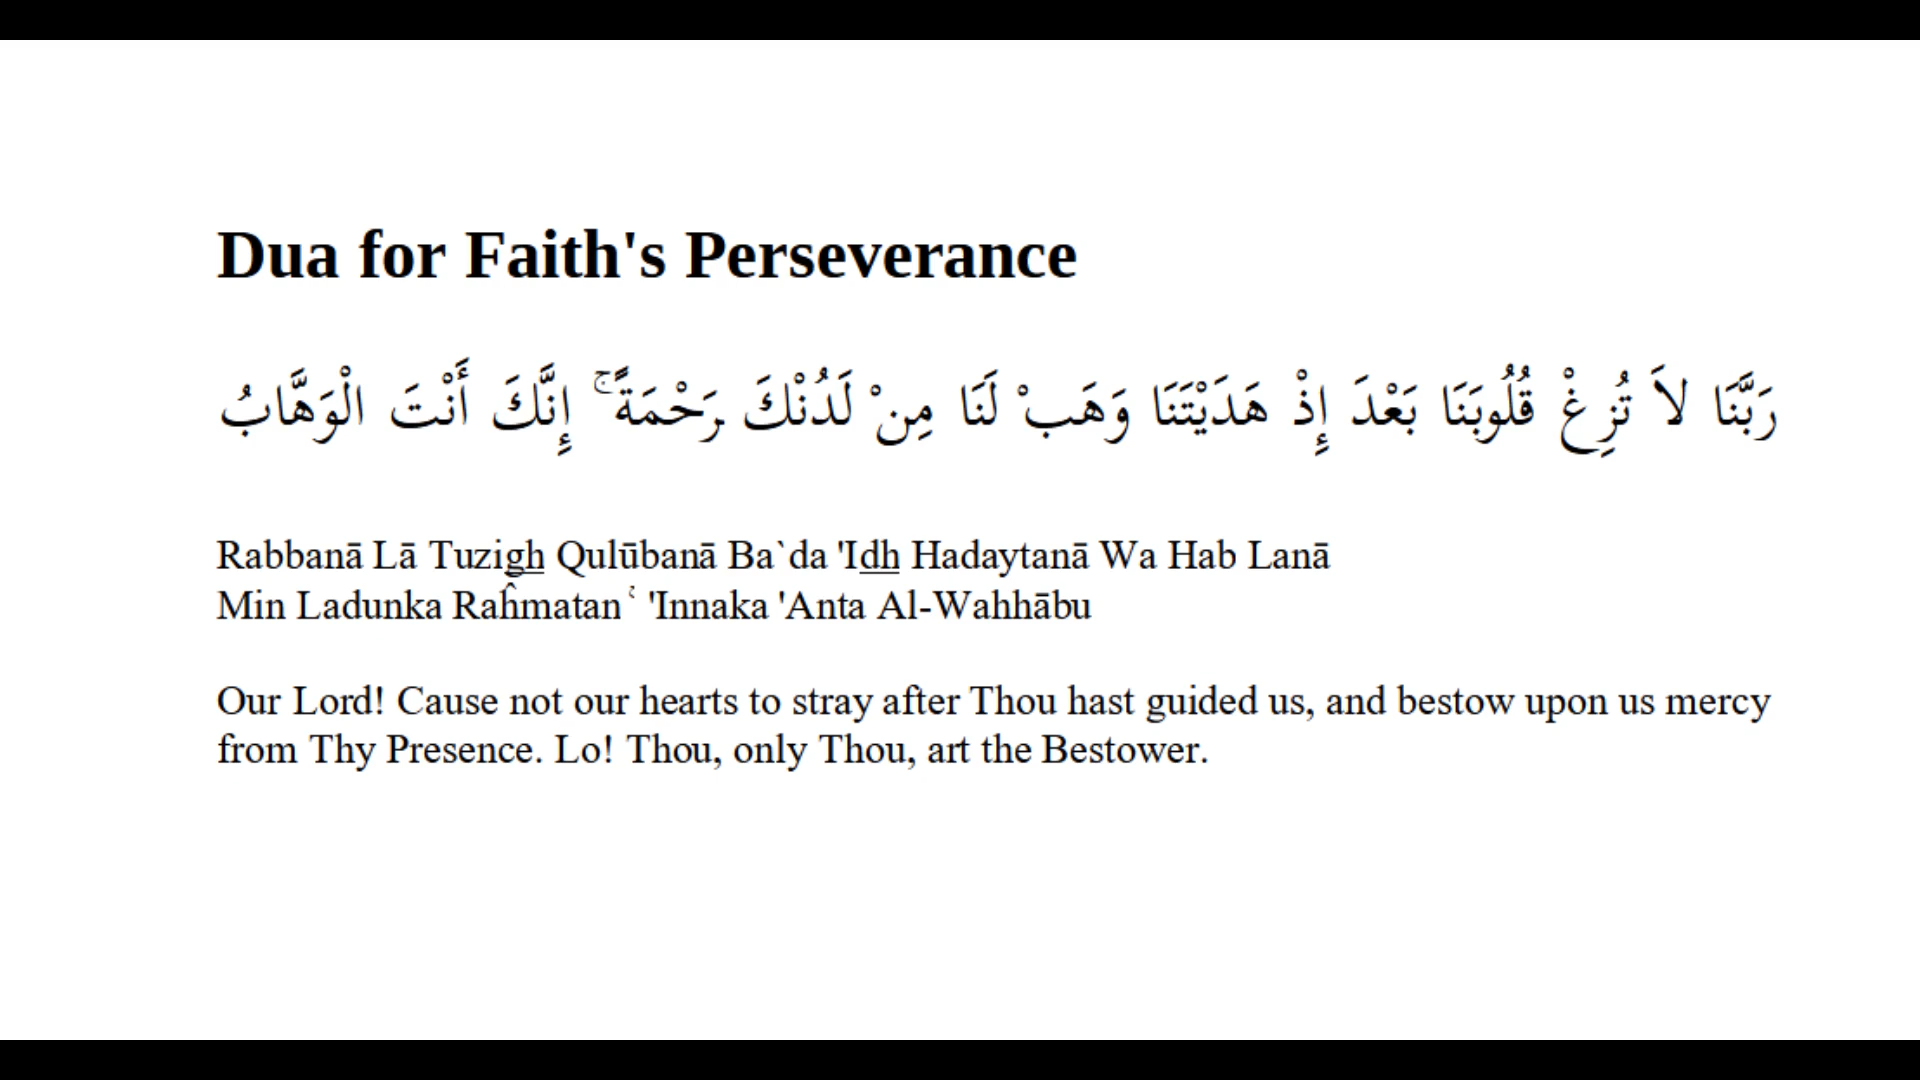 Dua for Faith's Perseverance
رَبَّنَا لاَ تُزِغْ قُلُوبَنَا بَعْدَ إِذْ هَدَيْتَنَا وَهَبْ لَنَا مِنْ لَدُنْكَ رَحْمَةً ۚ إِنَّكَ أَنْتَ الْوَهَّابُ
Rabbanā Lā Tuzigh Qulūbanā Ba`da 'Idh Hadaytanā Wa Hab Lanā
Min Ladunka Raĥmatan ۚ 'Innaka 'Anta Al-Wahhābu
Our Lord! Cause not our hearts to stray after Thou hast guided us, and bestow upon us mercy
from Thy Presence. Lo! Thou, only Thou, art the Bestower.